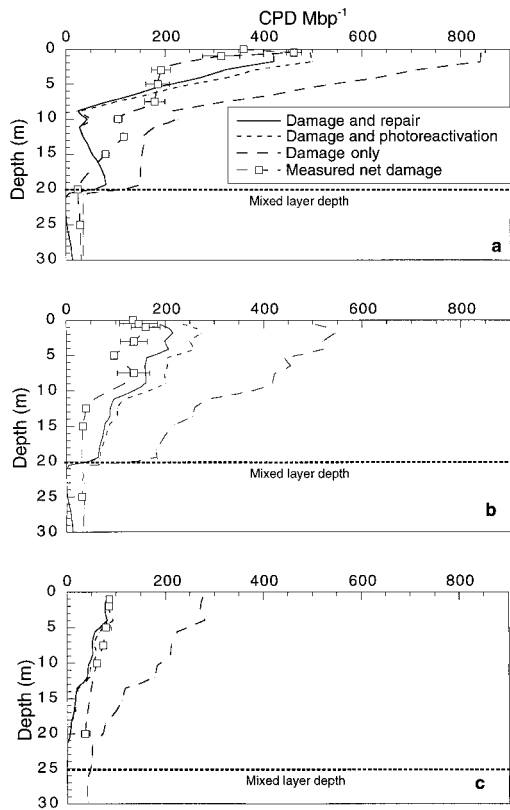 CPD Mbp⁻¹
0 200 400 600 800
0
5
10
15
20
25
30
Depth (m)
Damage and repair
Damage and photoreactivation
Damage only
Measured net damage
Mixed layer depth
a
0 200 400 600 800
0
5
10
15
20
25
30
Depth (m)
Mixed layer depth
b
0 200 400 600 800
0
5
10
15
20
25
30
Depth (m)
Mixed layer depth
c